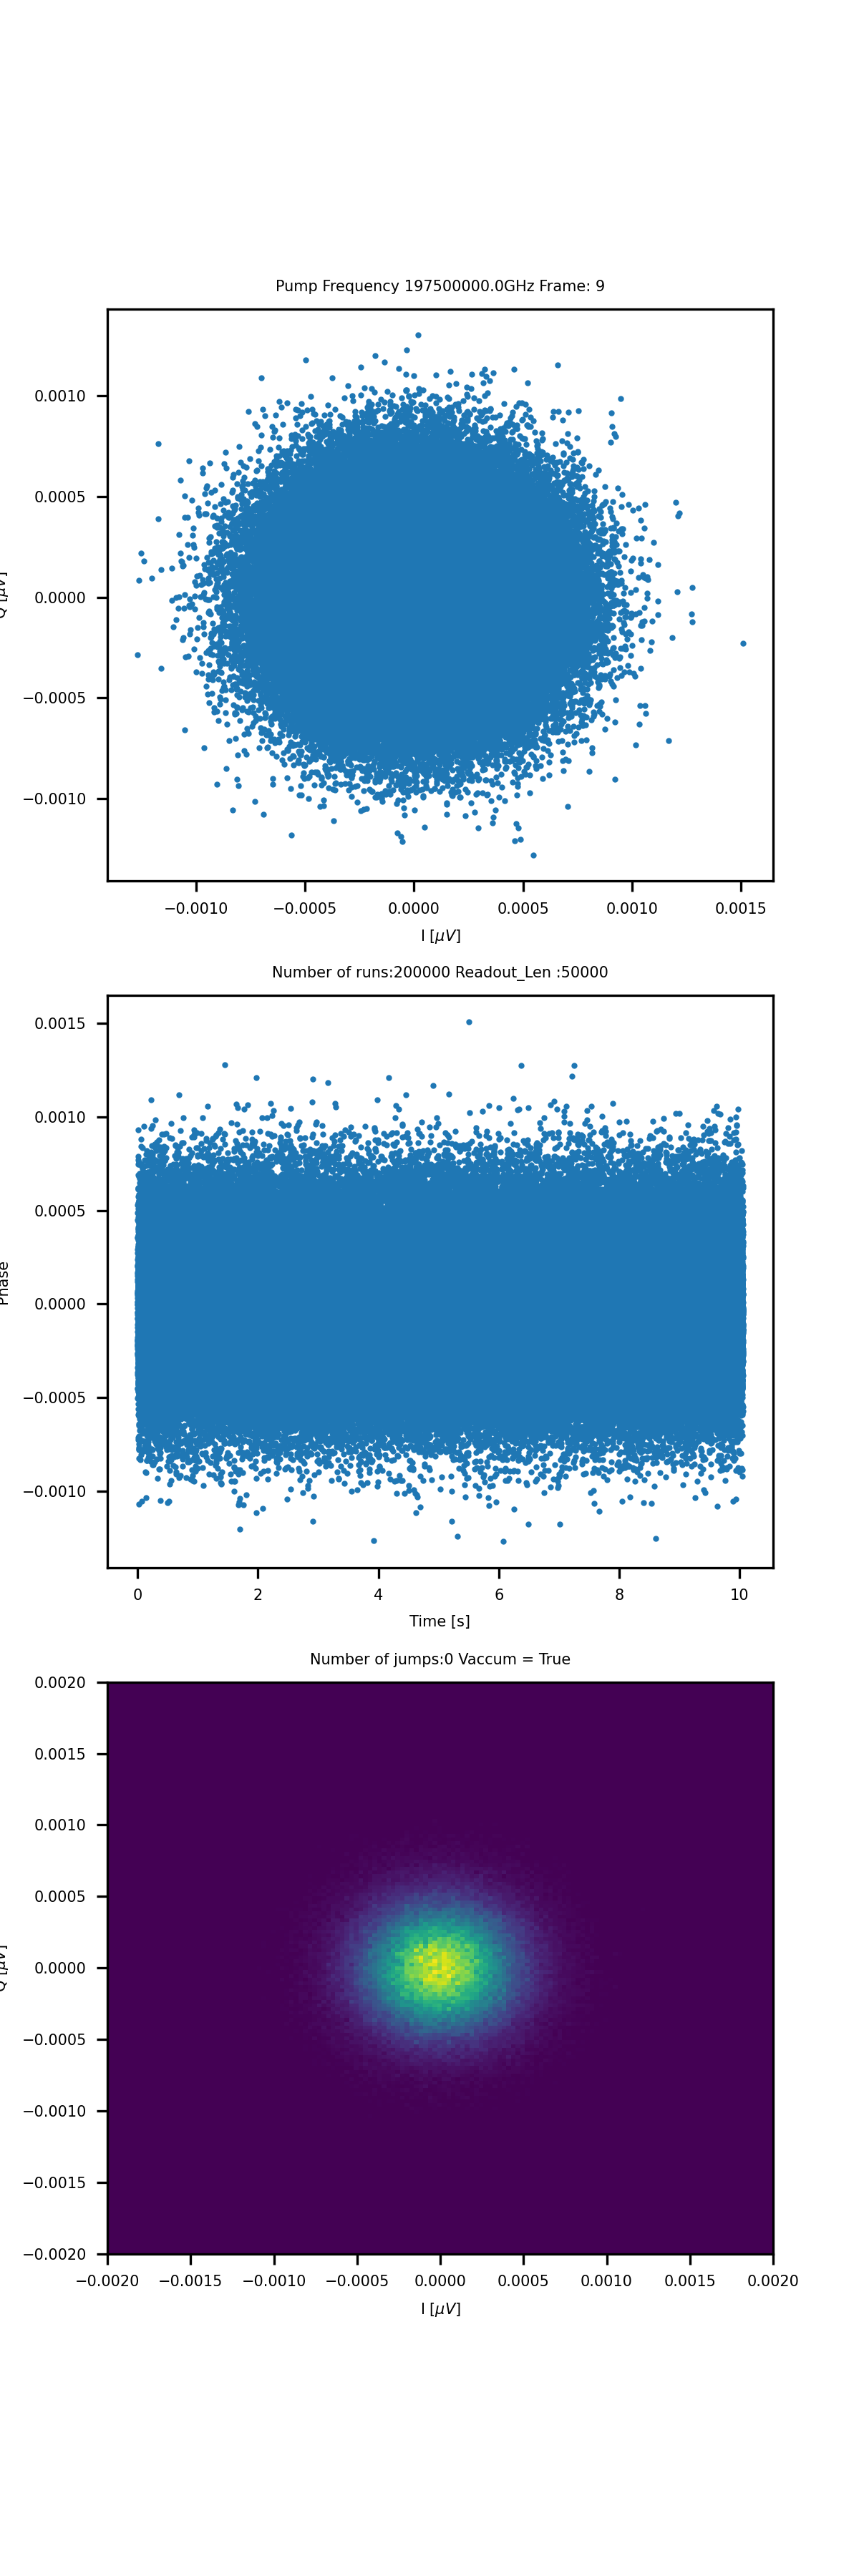 Pump Frequency 197500000.0GHz Frame: 9
0.0010
0.0005
0.0000
−0.0005
−0.0010
Q [μV]
−0.0010 −0.0005 0.0000 0.0005 0.0010 0.0015
I [μV]
Number of runs:200000 Readout_Len :50000
0.0015
0.0010
0.0005
0.0000
−0.0005
−0.0010
Phase
0 2 4 6 8 10
Time [s]
Number of jumps:0 Vaccum = True
0.0020
0.0015
0.0010
0.0005
0.0000
−0.0005
−0.0010
−0.0015
−0.0020
Q [μV]
−0.0020 −0.0015 −0.0010 −0.0005 0.0000 0.0005 0.0010 0.0015 0.0020
I [μV]